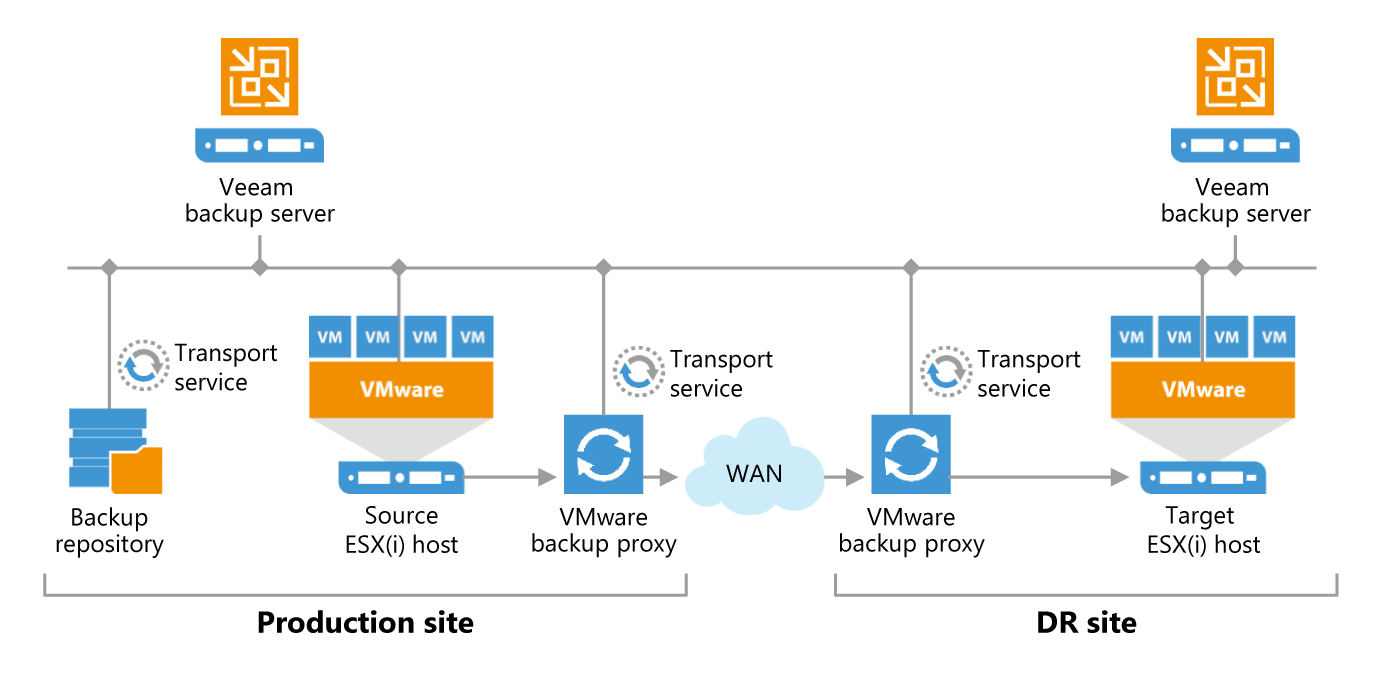 Veeam
backup server
Veeam
backup server
VM VM VM VM
VMware
Transport
service
Transport
service
Transport
service
VM VM VM VM
VMware
WAN
Backup
repository
Source
ESX(i) host
VMware
backup proxy
VMware
backup proxy
Target
ESX(i) host
Production site
DR site